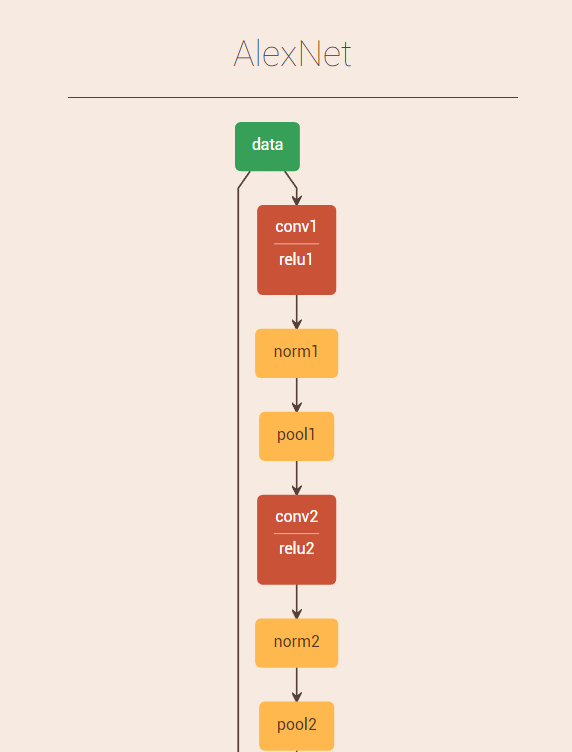 AlexNet
data
conv1
relu1
norm1
pool1
conv2
relu2
norm2
pool2